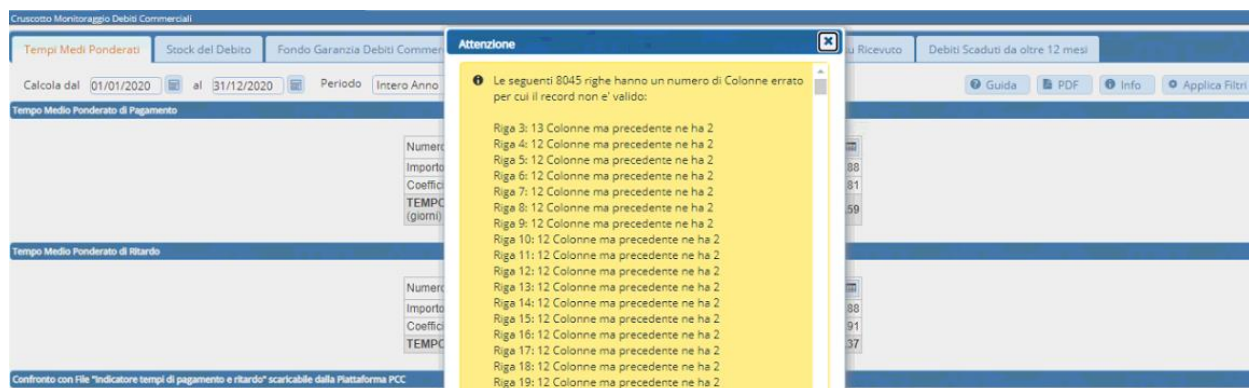 Cruscotto Monitoraggio Debiti Commerciali
Tempi Medi Ponderati Stock del Debito Fondo Garanzia Debiti Commer u Ricevuto Debiti Scaduti da oltre 12 mesi
Calcola dal 01/01/2020 al 31/12/2020 Periodo Intero Anno Guida PDF Info Applica Filtri
Tempo Medio Ponderato di Pagamento
Numero
Importo 88
Coeffici 81
TEMPO
(giorni) .59
Tempo Medio Ponderato di Ritardo
Numero
Importo 88
Coeffici 91
TEMPO .37
Confronto con File "Indicatore tempi di pagamento e ritardo" scaricabile dalla Piattaforma PCC
Attenzione
Le seguenti 8045 righe hanno un numero di Colonne errato
per cui il record non e' valido:
Riga 3: 13 Colonne ma precedente ne ha 2
Riga 4: 12 Colonne ma precedente ne ha 2
Riga 5: 12 Colonne ma precedente ne ha 2
Riga 6: 12 Colonne ma precedente ne ha 2
Riga 7: 12 Colonne ma precedente ne ha 2
Riga 8: 12 Colonne ma precedente ne ha 2
Riga 9: 12 Colonne ma precedente ne ha 2
Riga 10: 12 Colonne ma precedente ne ha 2
Riga 11: 12 Colonne ma precedente ne ha 2
Riga 12: 12 Colonne ma precedente ne ha 2
Riga 13: 12 Colonne ma precedente ne ha 2
Riga 14: 12 Colonne ma precedente ne ha 2
Riga 15: 12 Colonne ma precedente ne ha 2
Riga 16: 12 Colonne ma precedente ne ha 2
Riga 17: 12 Colonne ma precedente ne ha 2
Riga 18: 12 Colonne ma precedente ne ha 2
Riga 19: 12 Colonne ma precedente ne ha 2